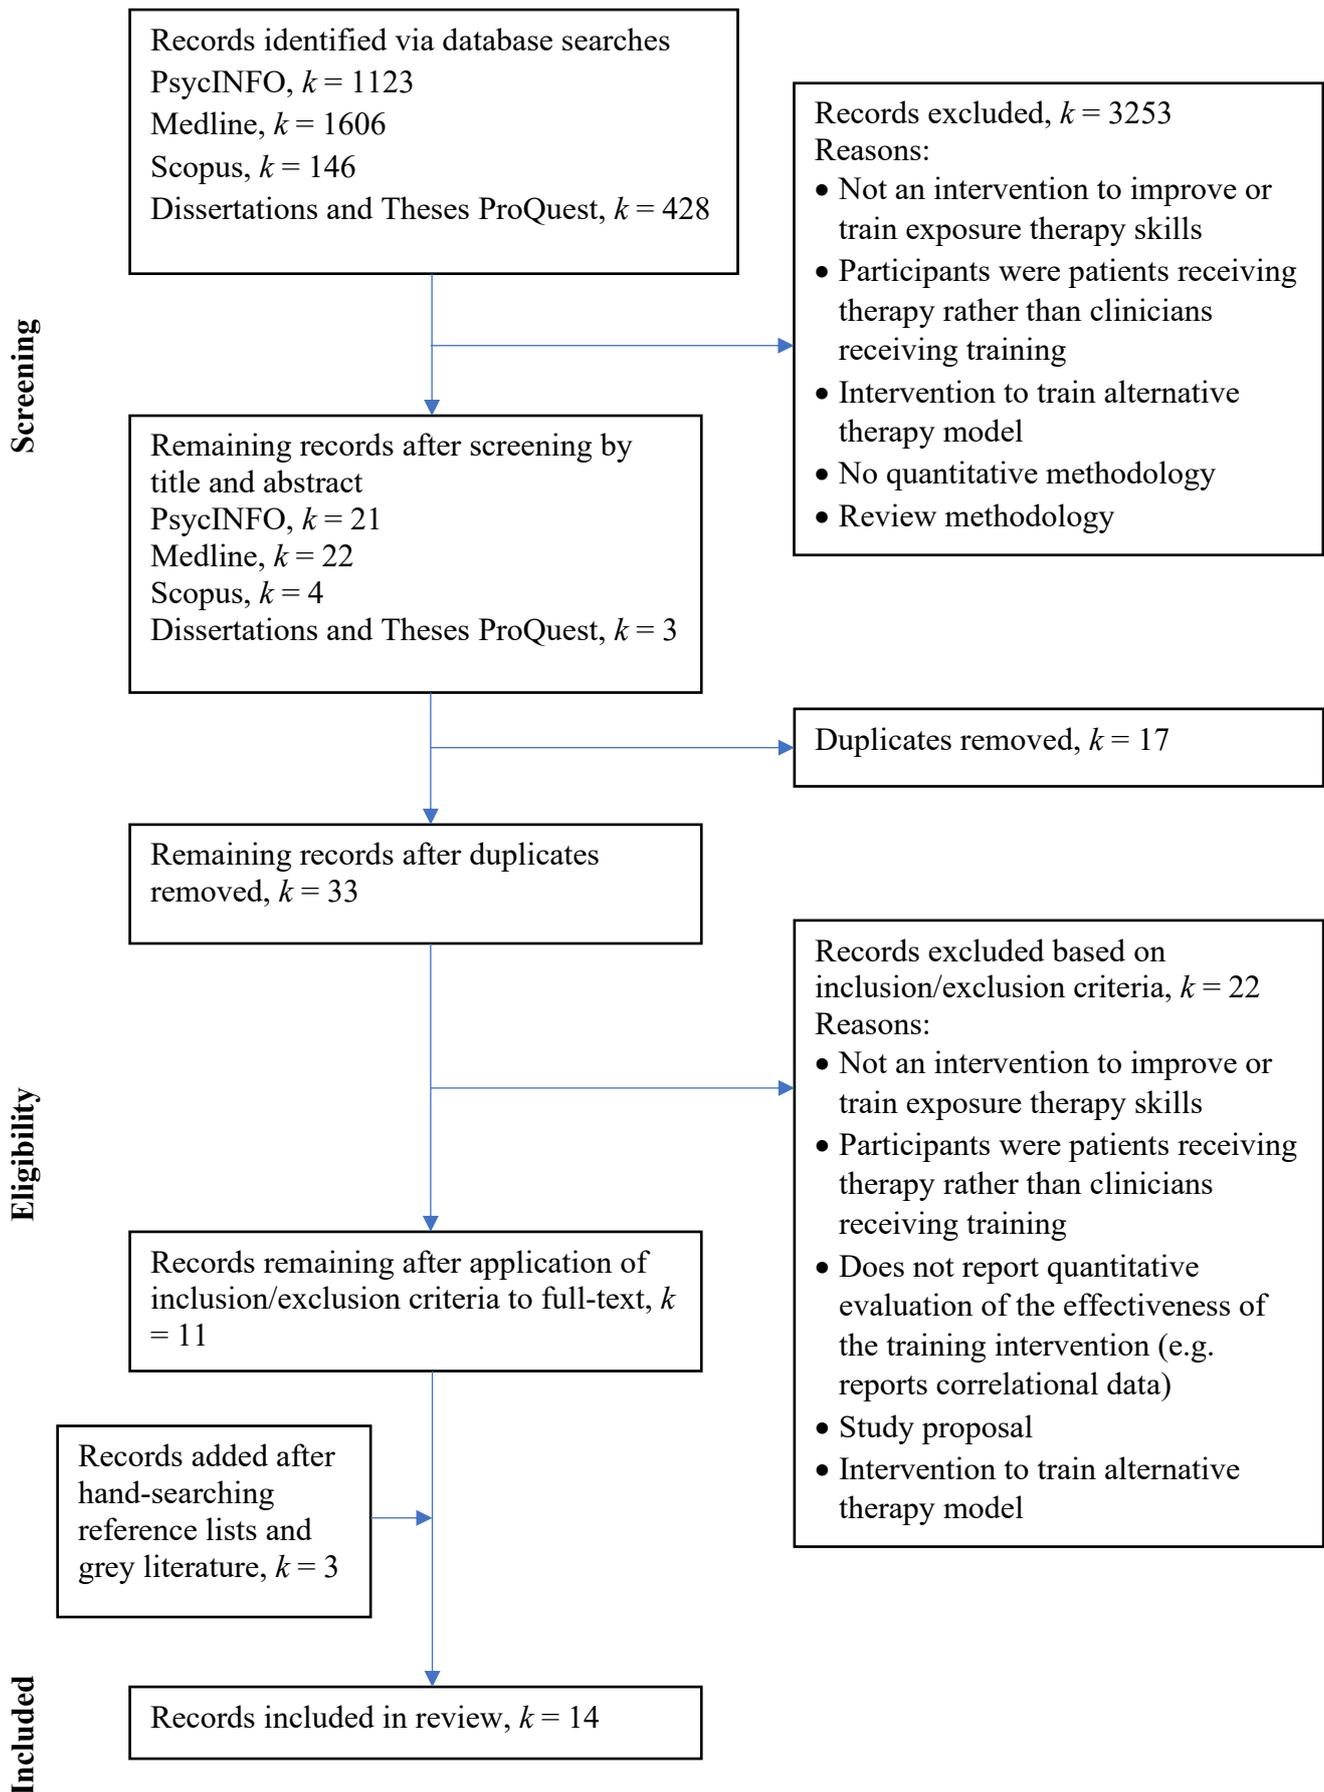 Records identified via database searches
PsycINFO, k = 1123
Medline, k = 1606
Scopus, k = 146
Dissertations and Theses ProQuest, k = 428
Records excluded, k = 3253
Reasons:
• Not an intervention to improve or
train exposure therapy skills
• Participants were patients receiving
therapy rather than clinicians
receiving training
• Intervention to train alternative
therapy model
• No quantitative methodology
• Review methodology
Screening
Remaining records after screening by
title and abstract
PsycINFO, k = 21
Medline, k = 22
Scopus, k = 4
Dissertations and Theses ProQuest, k = 3
Duplicates removed, k = 17
Remaining records after duplicates
removed, k = 33
Records excluded based on
inclusion/exclusion criteria, k = 22
Reasons:
• Not an intervention to improve or
train exposure therapy skills
• Participants were patients receiving
therapy rather than clinicians
receiving training
• Does not report quantitative
evaluation of the effectiveness of
the training intervention (e.g.
reports correlational data)
• Study proposal
• Intervention to train alternative
therapy model
Eligibility
Records remaining after application of
inclusion/exclusion criteria to full-text, k
= 11
Records added after
hand-searching
reference lists and
grey literature, k = 3
Included
Records included in review, k = 14